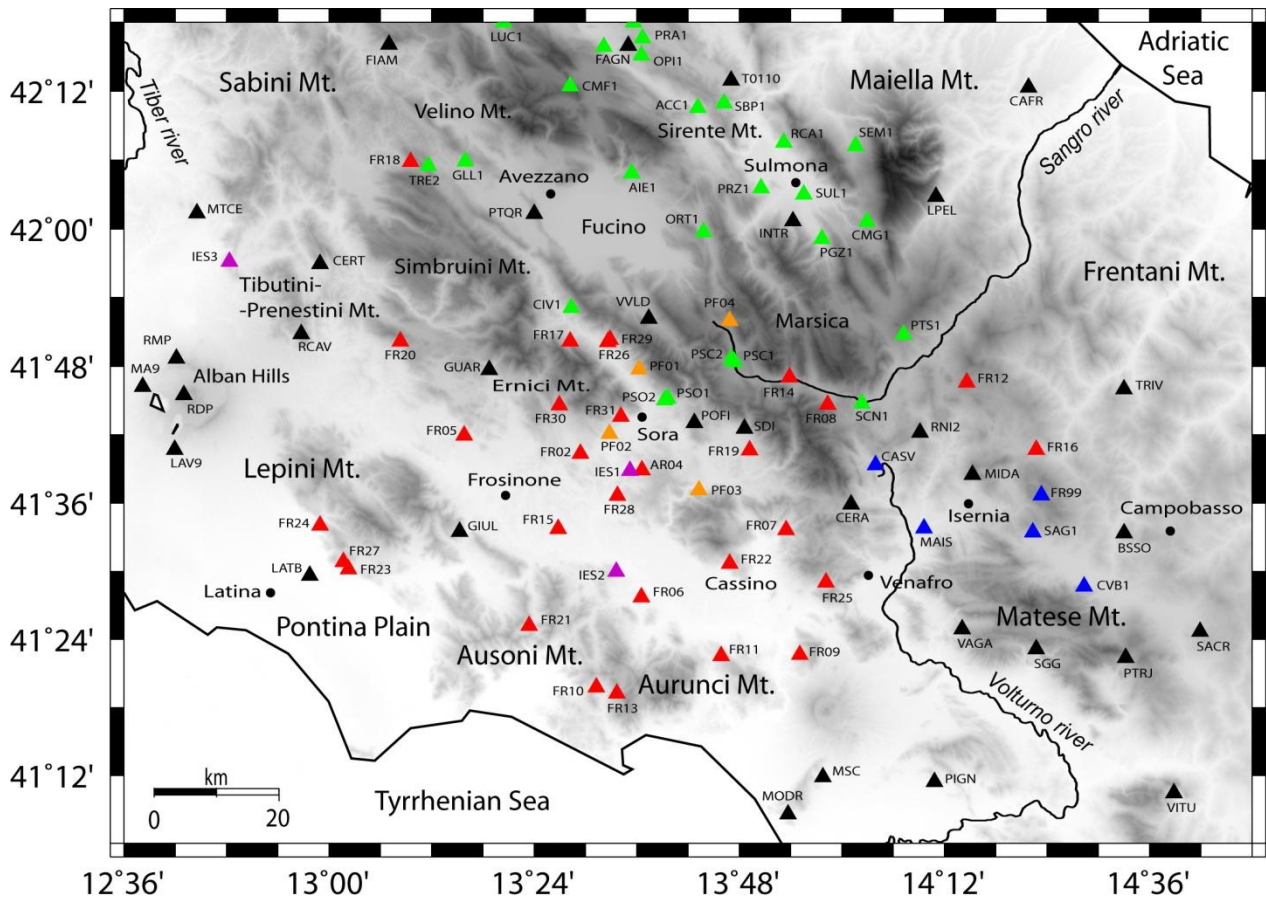 LUC1
PRA1
FAGN
OPI1
FIAM
Adriatic
Sea
Sabini Mt.
Maiella Mt.
T0110
42°12'
CMF1
CAFR
Tiber river
Velino Mt.
ACC1
SBP1
Sirente Mt.
Sangro river
RCA1
SEM1
FR18
TRE2
GLL1
Avezzano
AIE1
Sulmona
PRZ1
SUL1
LPEL
MTCE
PTQR
42°00'
Fucino
ORT1
INTR
PGZ1
CMG1
IES3
CERT
Simbruini Mt.
Frentani Mt.
Tibutini-
-Prenestini Mt.
CIV1
VVLD
PF04
Marsica
PTS1
RMP
RCAV
FR20
FR17
FR29
FR26
PSC2
PSC1
41°48'
MA9
Alban Hills
RDP
GUAR
Ernici Mt.
PF01
FR14
FR12
TRIV
PSO2
PSO1
FR30
FR31
Sora
POFI
SDI
FR08
SCN1
RNI2
LAV9
FR05
FR02
PF02
FR19
FR16
Lepini Mt.
IES1
AR04
CASV
MIDA
41°36'
Frosinone
FR28
PF03
CERA
Isernia
FR99
Campobasso
FR24
GIUL
FR15
FR07
MAIS
SAG1
BSSO
FR27
FR23
LATB
IES2
FR22
Cassino
Venafro
Latina
FR06
FR25
CVB1
Pontina Plain
FR21
Matese Mt.
41°24'
Ausoni Mt.
FR11
FR09
VAGA
SGG
PTRJ
SACR
FR10
FR13
Aurunci Mt.
Volturno river
41°12'
km
0
20
Tyrrhenian Sea
MSC
MODR
PIGN
VITU
12°36' 13°00' 13°24' 13°48' 14°12' 14°36'